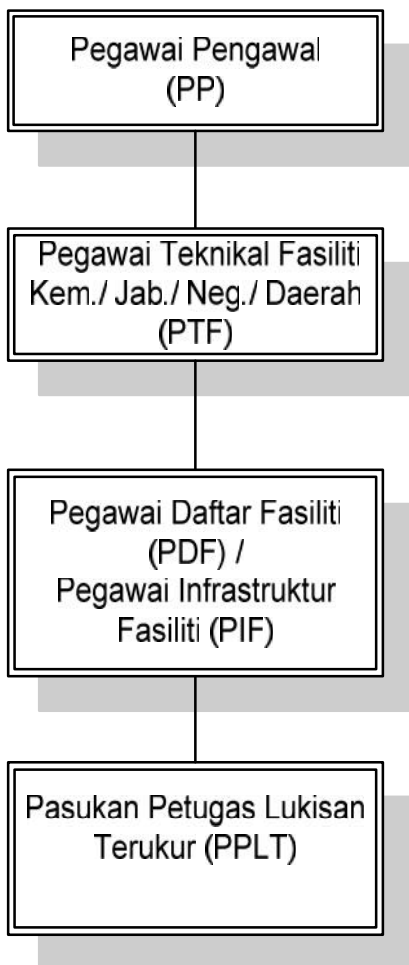 Pegawai Pengawal
(PP)
Pegawai Teknikal Fasiliti
Kem./ Jab./ Neg./ Daerah
(PTF)
Pegawai Daftar Fasiliti
(PDF) /
Pegawai Infrastruktur
Fasiliti (PIF)
Pasukan Petugas Lukisan
Terukur (PPLT)